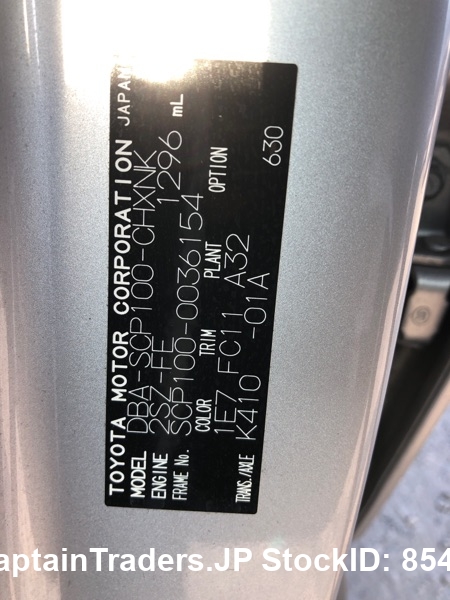 TOYOTA MOTOR CORPORATION JAPAN
MODEL DBA-SCP100-CHXNK
ENGINE 2SZ-FE 1296 mL
FRAME No. SCP100-0036154
COLOR TRIM PLANT OPTION
1E7 FC11 A32 630
TRANS./AXLE K410 -01A
aptainTraders.JP StockID: 854